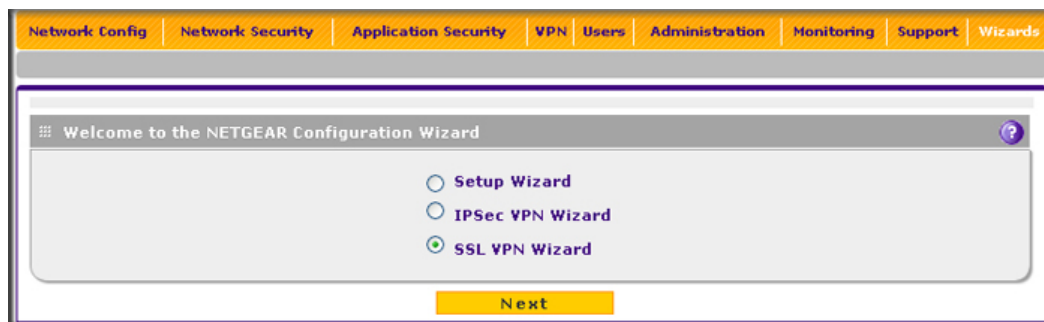 Network Config Network Security Application Security VPN Users Administration Monitoring Support Wizards
Welcome to the NETGEAR Configuration Wizard ?
Setup Wizard
IPSec VPN Wizard
SSL VPN Wizard
Next